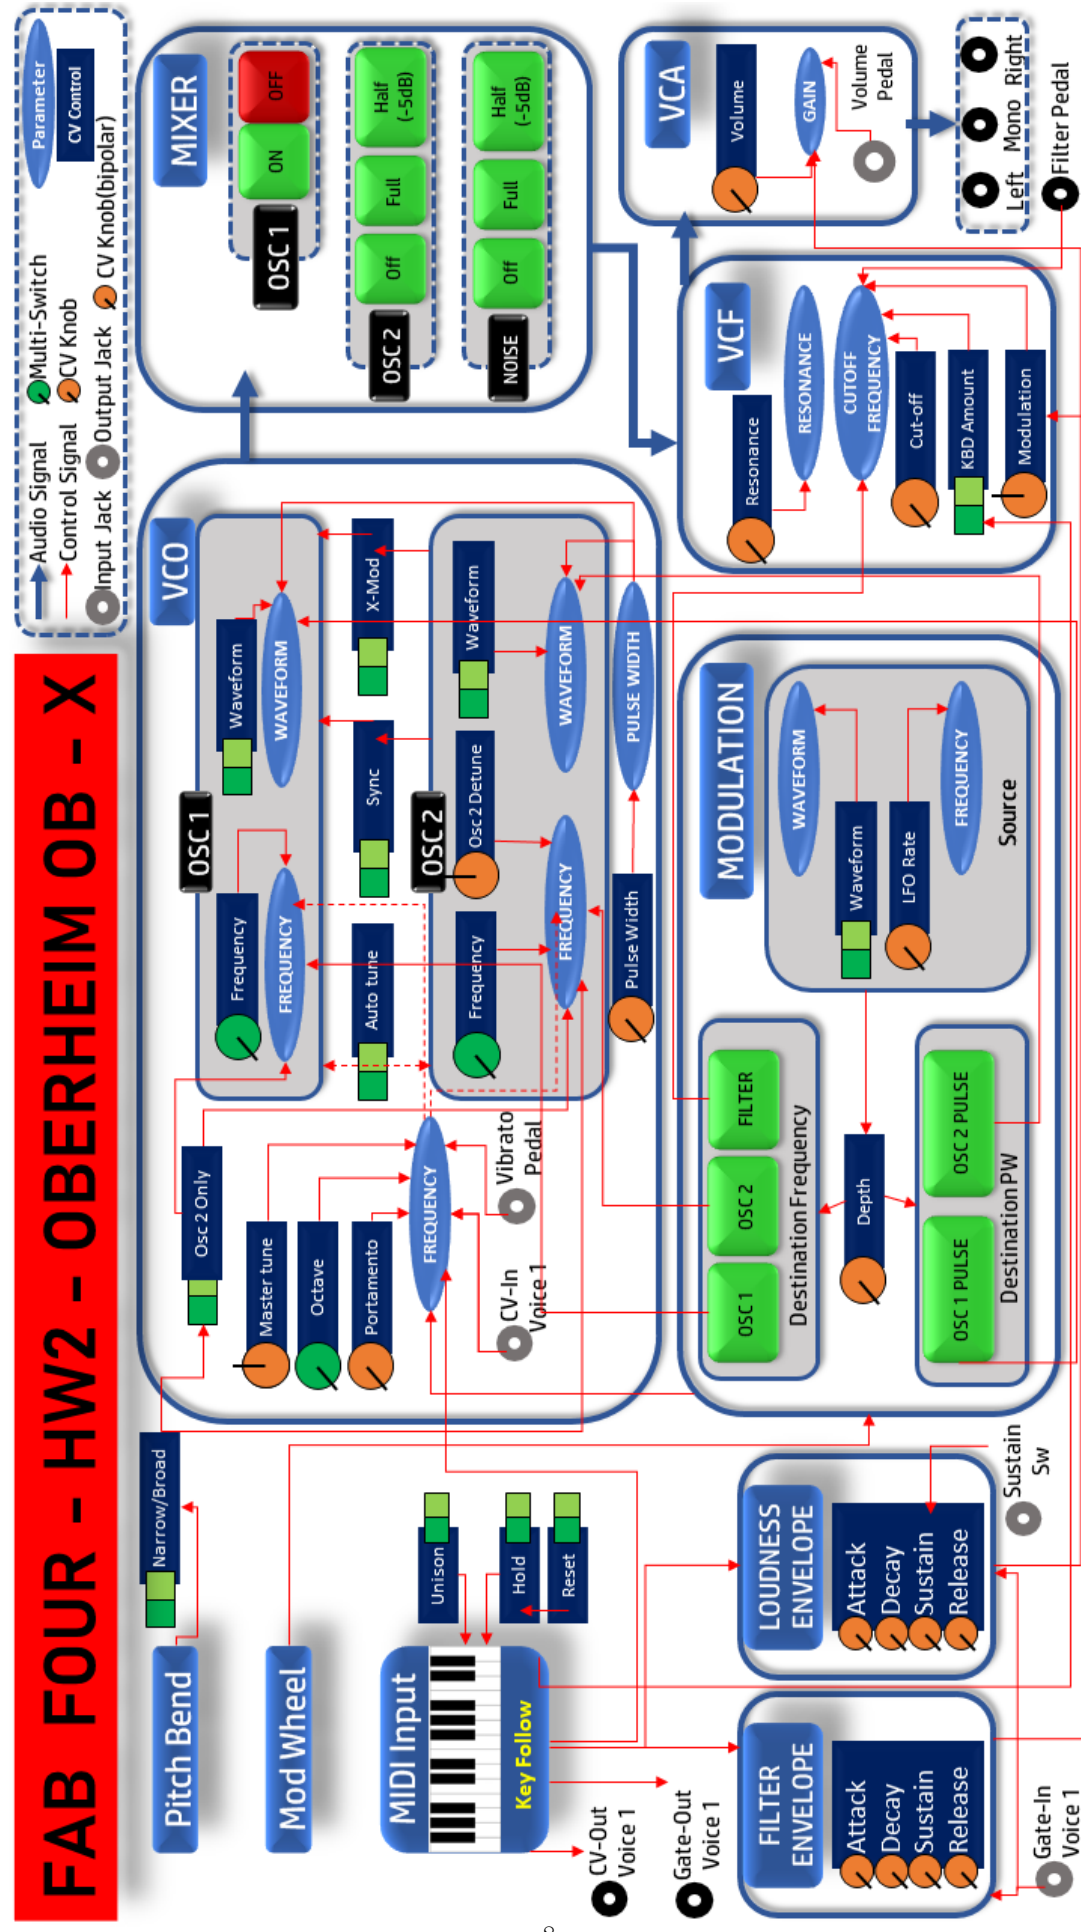 FAB FOUR - HW2 - OBERHEIM OB - X
Audio Signal
Multi-Switch
Parameter
Control Signal
CV Knob
CV Control
Input Jack
Output Jack
CV Knob(bipolar)
Pitch Bend
Narrow/Broad
Mod Wheel
MIDI Input
Key Follow
Unison
Hold
Reset
CV-Out
Voice 1
Gate-Out
Voice 1
VCO
Osc 2 Only
Master tune
Octave
Portamento
FREQUENCY
CV-In
Voice 1
Vibrato
Pedal
OSC 1
Frequency
FREQUENCY
Waveform
WAVEFORM
Auto tune
Sync
X-Mod
OSC 2
Frequency
Osc 2 Detune
Waveform
FREQUENCY
WAVEFORM
Pulse Width
PULSE WIDTH
MIXER
OSC 1
ON
OFF
OSC 2
Off
Full
Half
(-5dB)
NOISE
Off
Full
Half
(-5dB)
FILTER
ENVELOPE
Attack
Decay
Sustain
Release
Gate-In
Voice 1
LOUDNESS
ENVELOPE
Attack
Decay
Sustain
Release
Sustain
Sw
MODULATION
OSC 1
OSC 2
FILTER
Destination Frequency
Depth
OSC 1 PULSE
OSC 2 PULSE
Destination PW
WAVEFORM
Waveform
LFO Rate
FREQUENCY
Source
VCF
Resonance
RESONANCE
CUTOFF
FREQUENCY
Cut-off
KBD Amount
Modulation
VCA
Volume
GAIN
Volume
Pedal
Left
Mono
Right
Filter Pedal